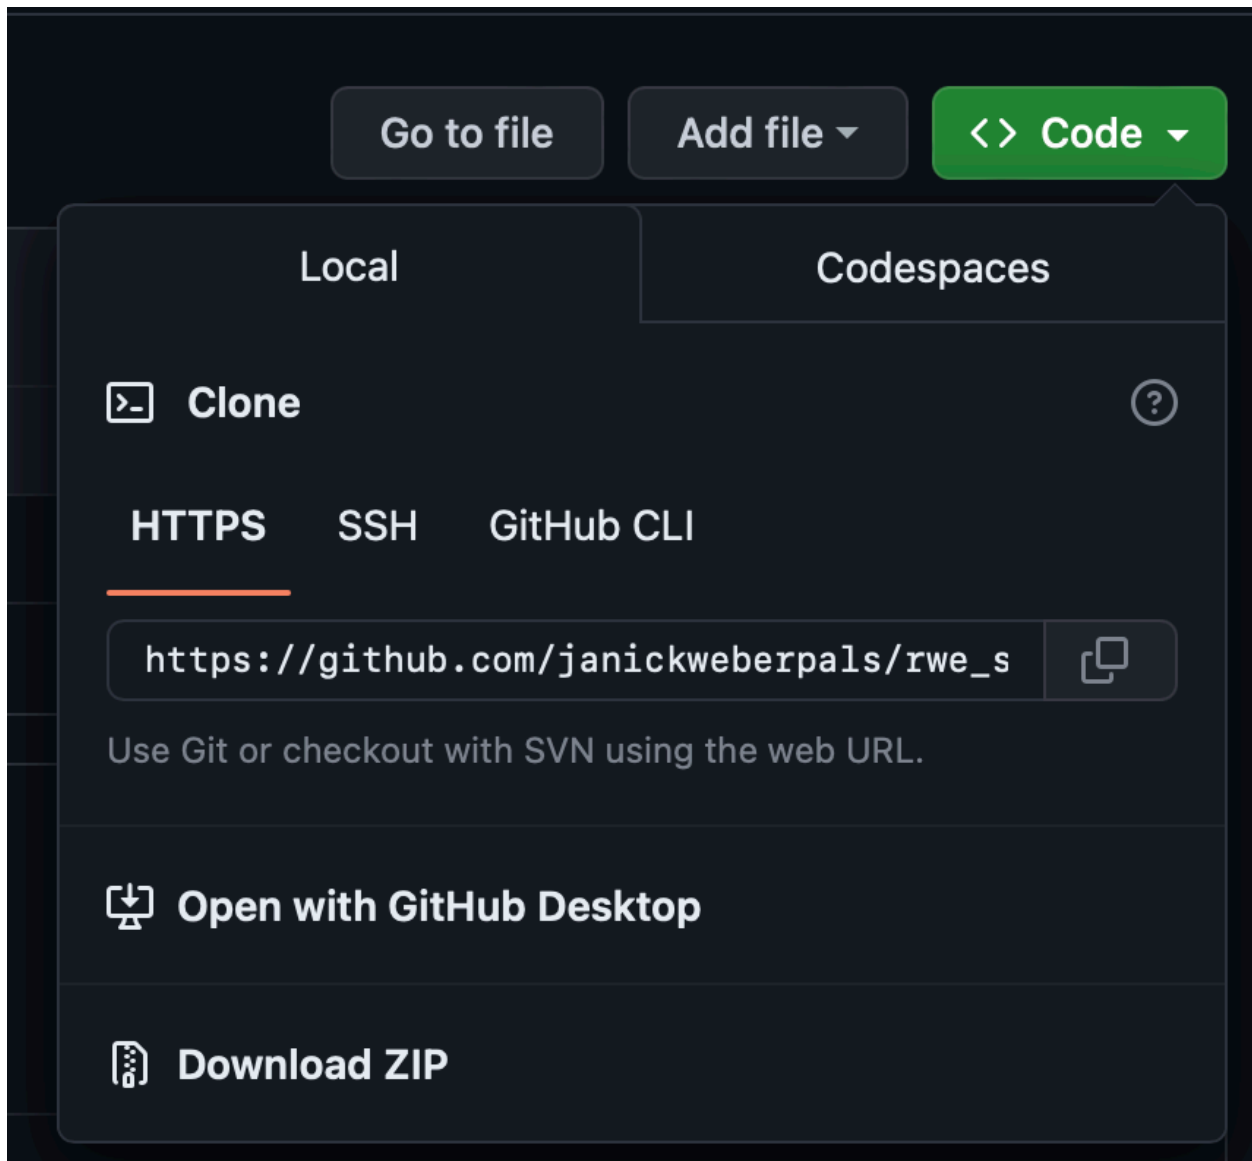 Go to file Add file <> Code
Local Codespaces
Clone
HTTPS SSH GitHub CLI
https://github.com/janickweberpals/rwe_s
Use Git or checkout with SVN using the web URL.
Open with GitHub Desktop
Download ZIP